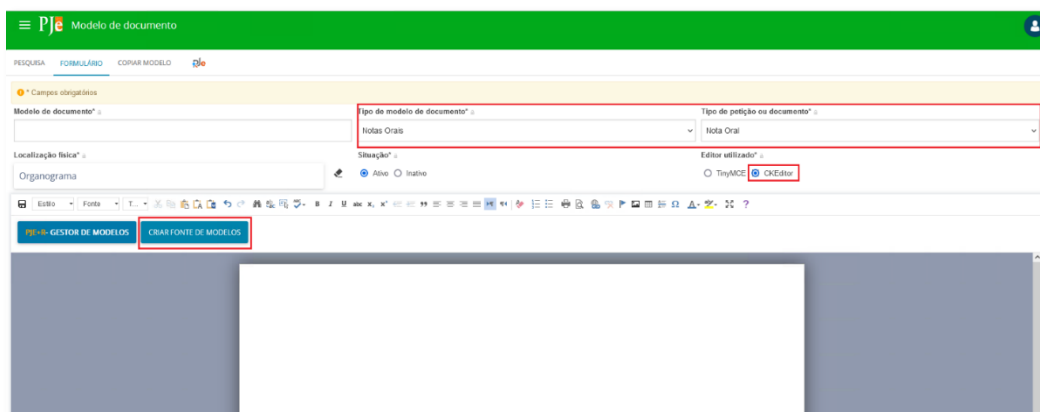 PJe Modelo de documento
PESQUISA FORMULÁRIO COPIAR MODELO
* Campos obrigatórios
Modelo de documento*
Tipo de modelo de documento* Tipo de petição ou documento*
Notas Orais Nota Oral
Localização física* Situação* Editor utilizado*
Organograma Ativo Inativo TinyMCE CKEditor
Estilo Fonte T... B I U abc x, x' ¶ Ω A ?
PJE+R- GESTOR DE MODELOS CRIAR FONTE DE MODELOS